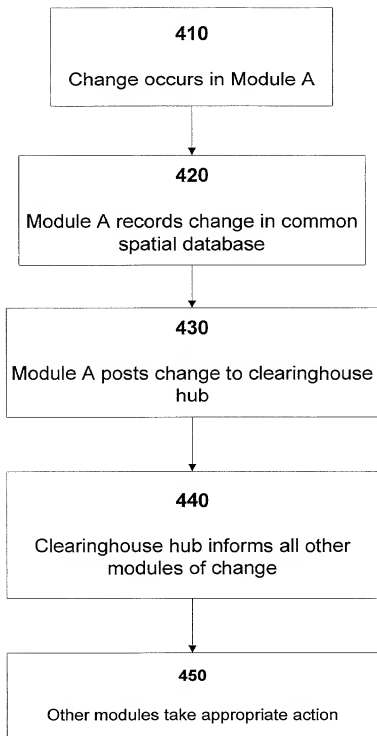 410
Change occurs in Module A
420
Module A records change in common
spatial database
430
Module A posts change to clearinghouse
hub
440
Clearinghouse hub informs all other
modules of change
450
Other modules take appropriate action